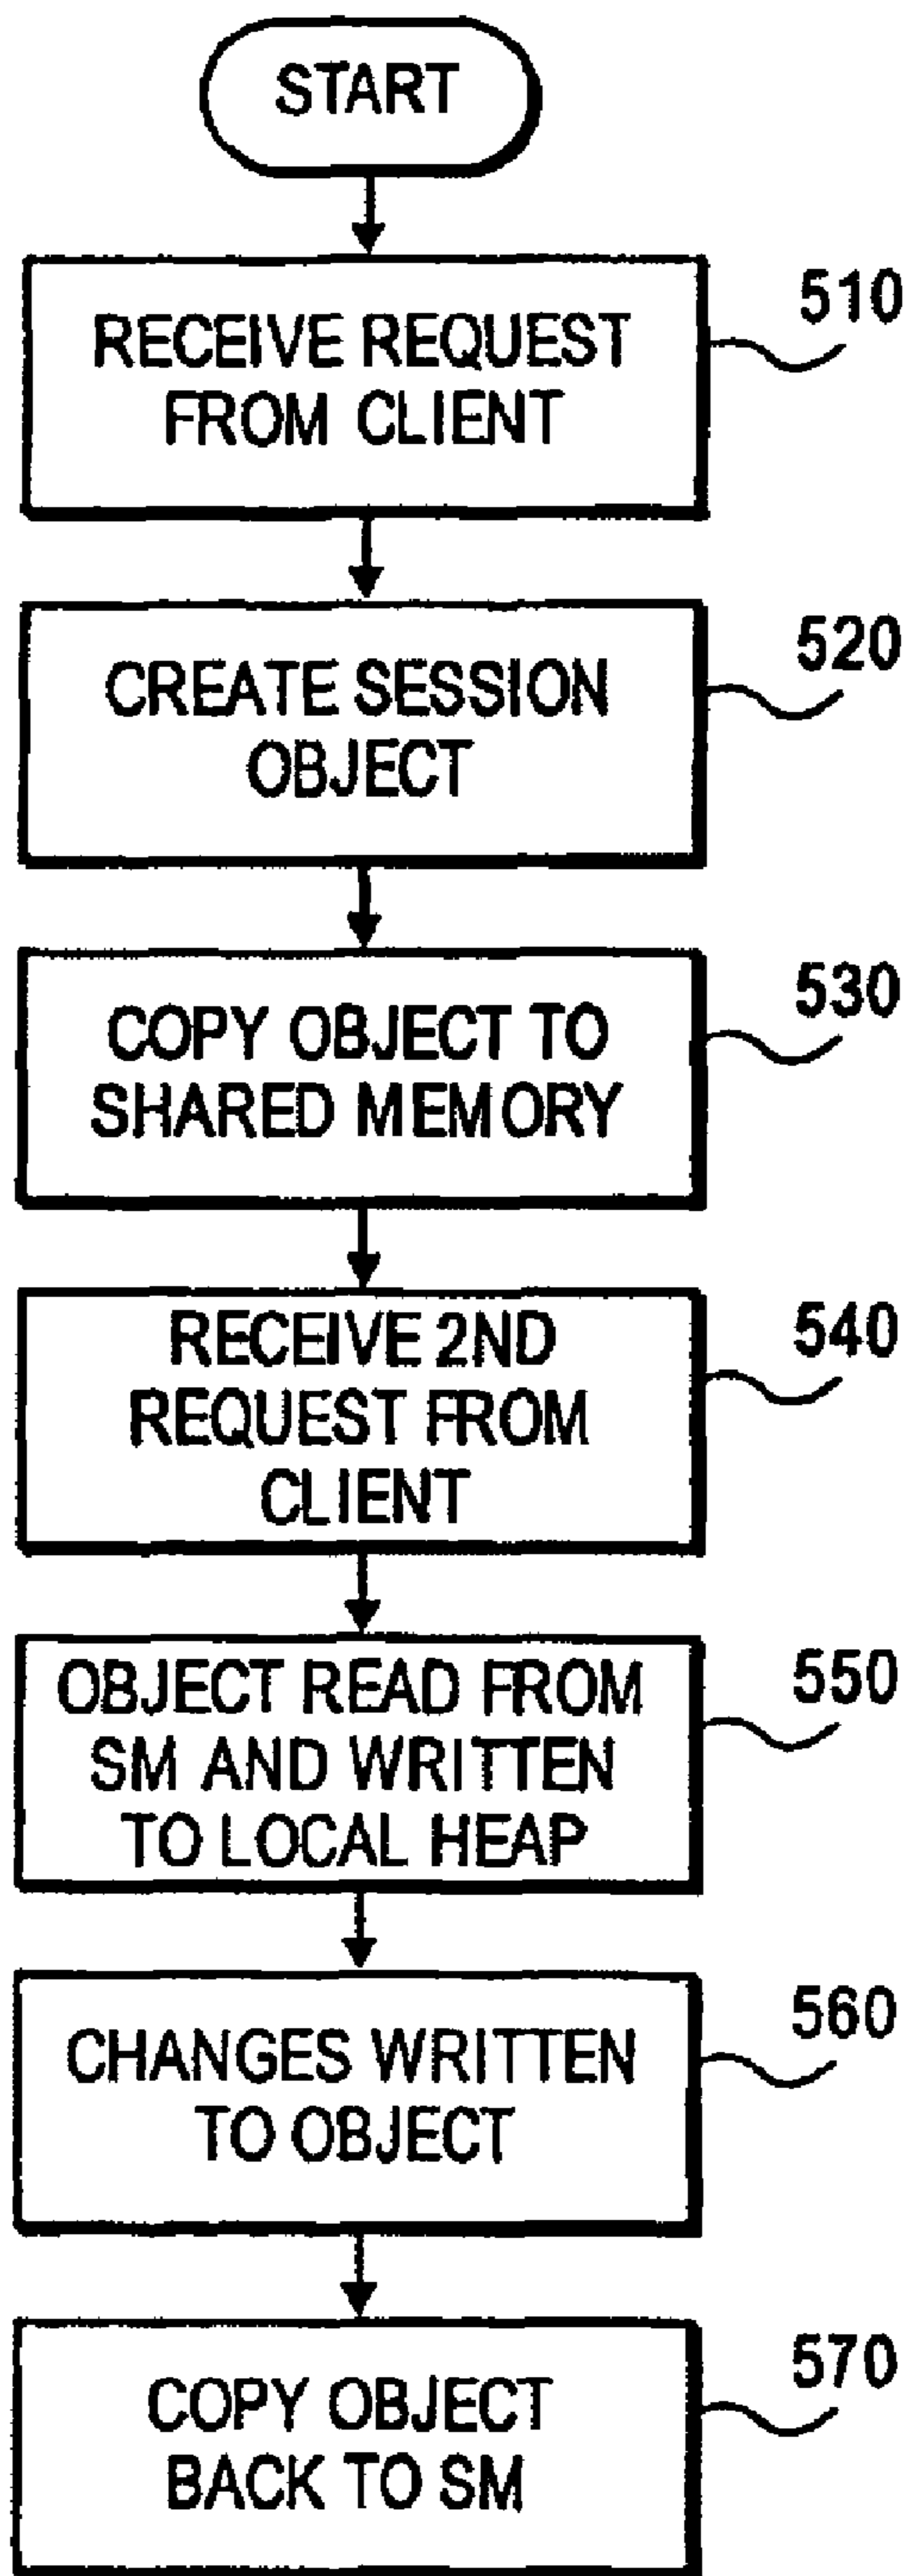 START
510
RECEIVE REQUEST
FROM CLIENT
520
CREATE SESSION
OBJECT
530
COPY OBJECT TO
SHARED MEMORY
540
RECEIVE 2ND
REQUEST FROM
CLIENT
550
OBJECT READ FROM
SM AND WRITTEN
TO LOCAL HEAP
560
CHANGES WRITTEN
TO OBJECT
570
COPY OBJECT
BACK TO SM